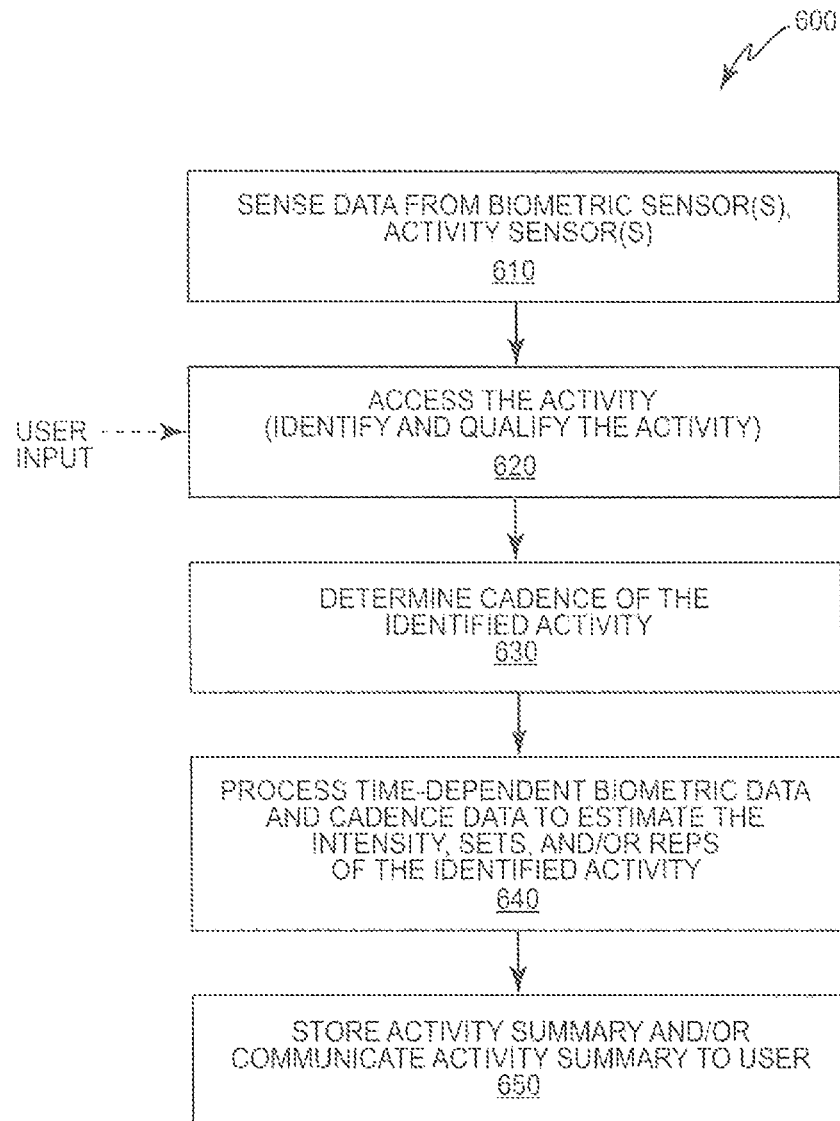 600
SENSE DATA FROM BIOMETRIC SENSOR(S),
ACTIVITY SENSOR(S)
610
ACCESS THE ACTIVITY
(IDENTIFY AND QUALIFY THE ACTIVITY)
620
USER
INPUT
DETERMINE CADENCE OF THE
IDENTIFIED ACTIVITY
630
PROCESS TIME-DEPENDENT BIOMETRIC DATA
AND CADENCE DATA TO ESTIMATE THE
INTENSITY, SETS, AND/OR REPS
OF THE IDENTIFIED ACTIVITY
640
STORE ACTIVITY SUMMARY AND/OR
COMMUNICATE ACTIVITY SUMMARY TO USER
650